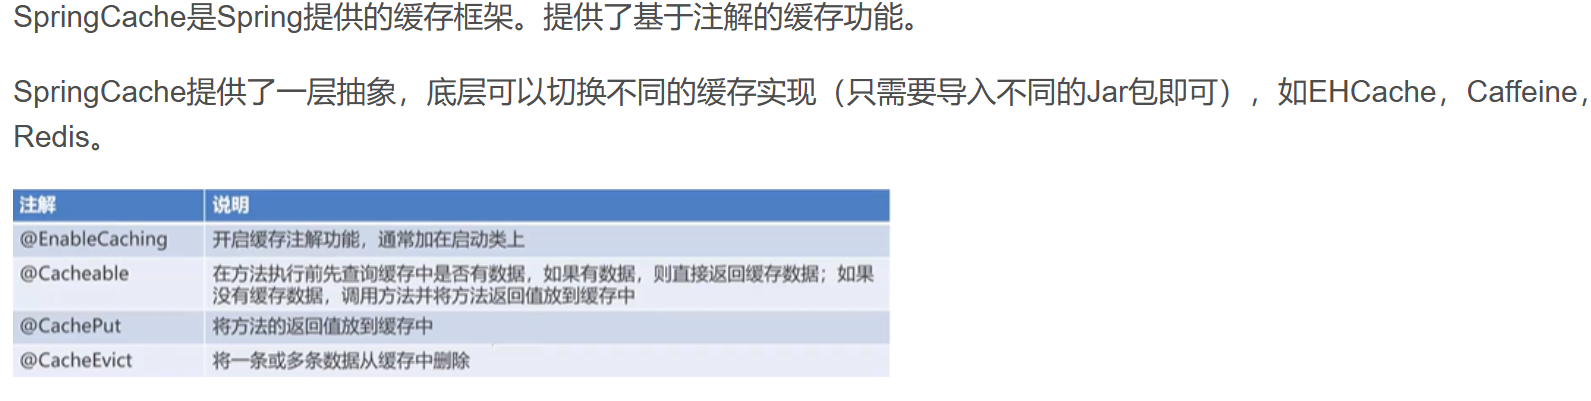 SpringCache是Spring提供的缓存框架。提供了基于注解的缓存功能。
SpringCache提供了一层抽象，底层可以切换不同的缓存实现（只需要导入不同的Jar包即可），如EHCache，Caffeine，
Redis。
注解 说明
@EnableCaching 开启缓存注解功能，通常加在启动类上
@Cacheable 在方法执行前先查询缓存中是否有数据，如果有数据，则直接返回缓存数据；如果
没有缓存数据，调用方法并将方法返回值放到缓存中
@CachePut 将方法的返回值放到缓存中
@CacheEvict 将一条或多条数据从缓存中删除